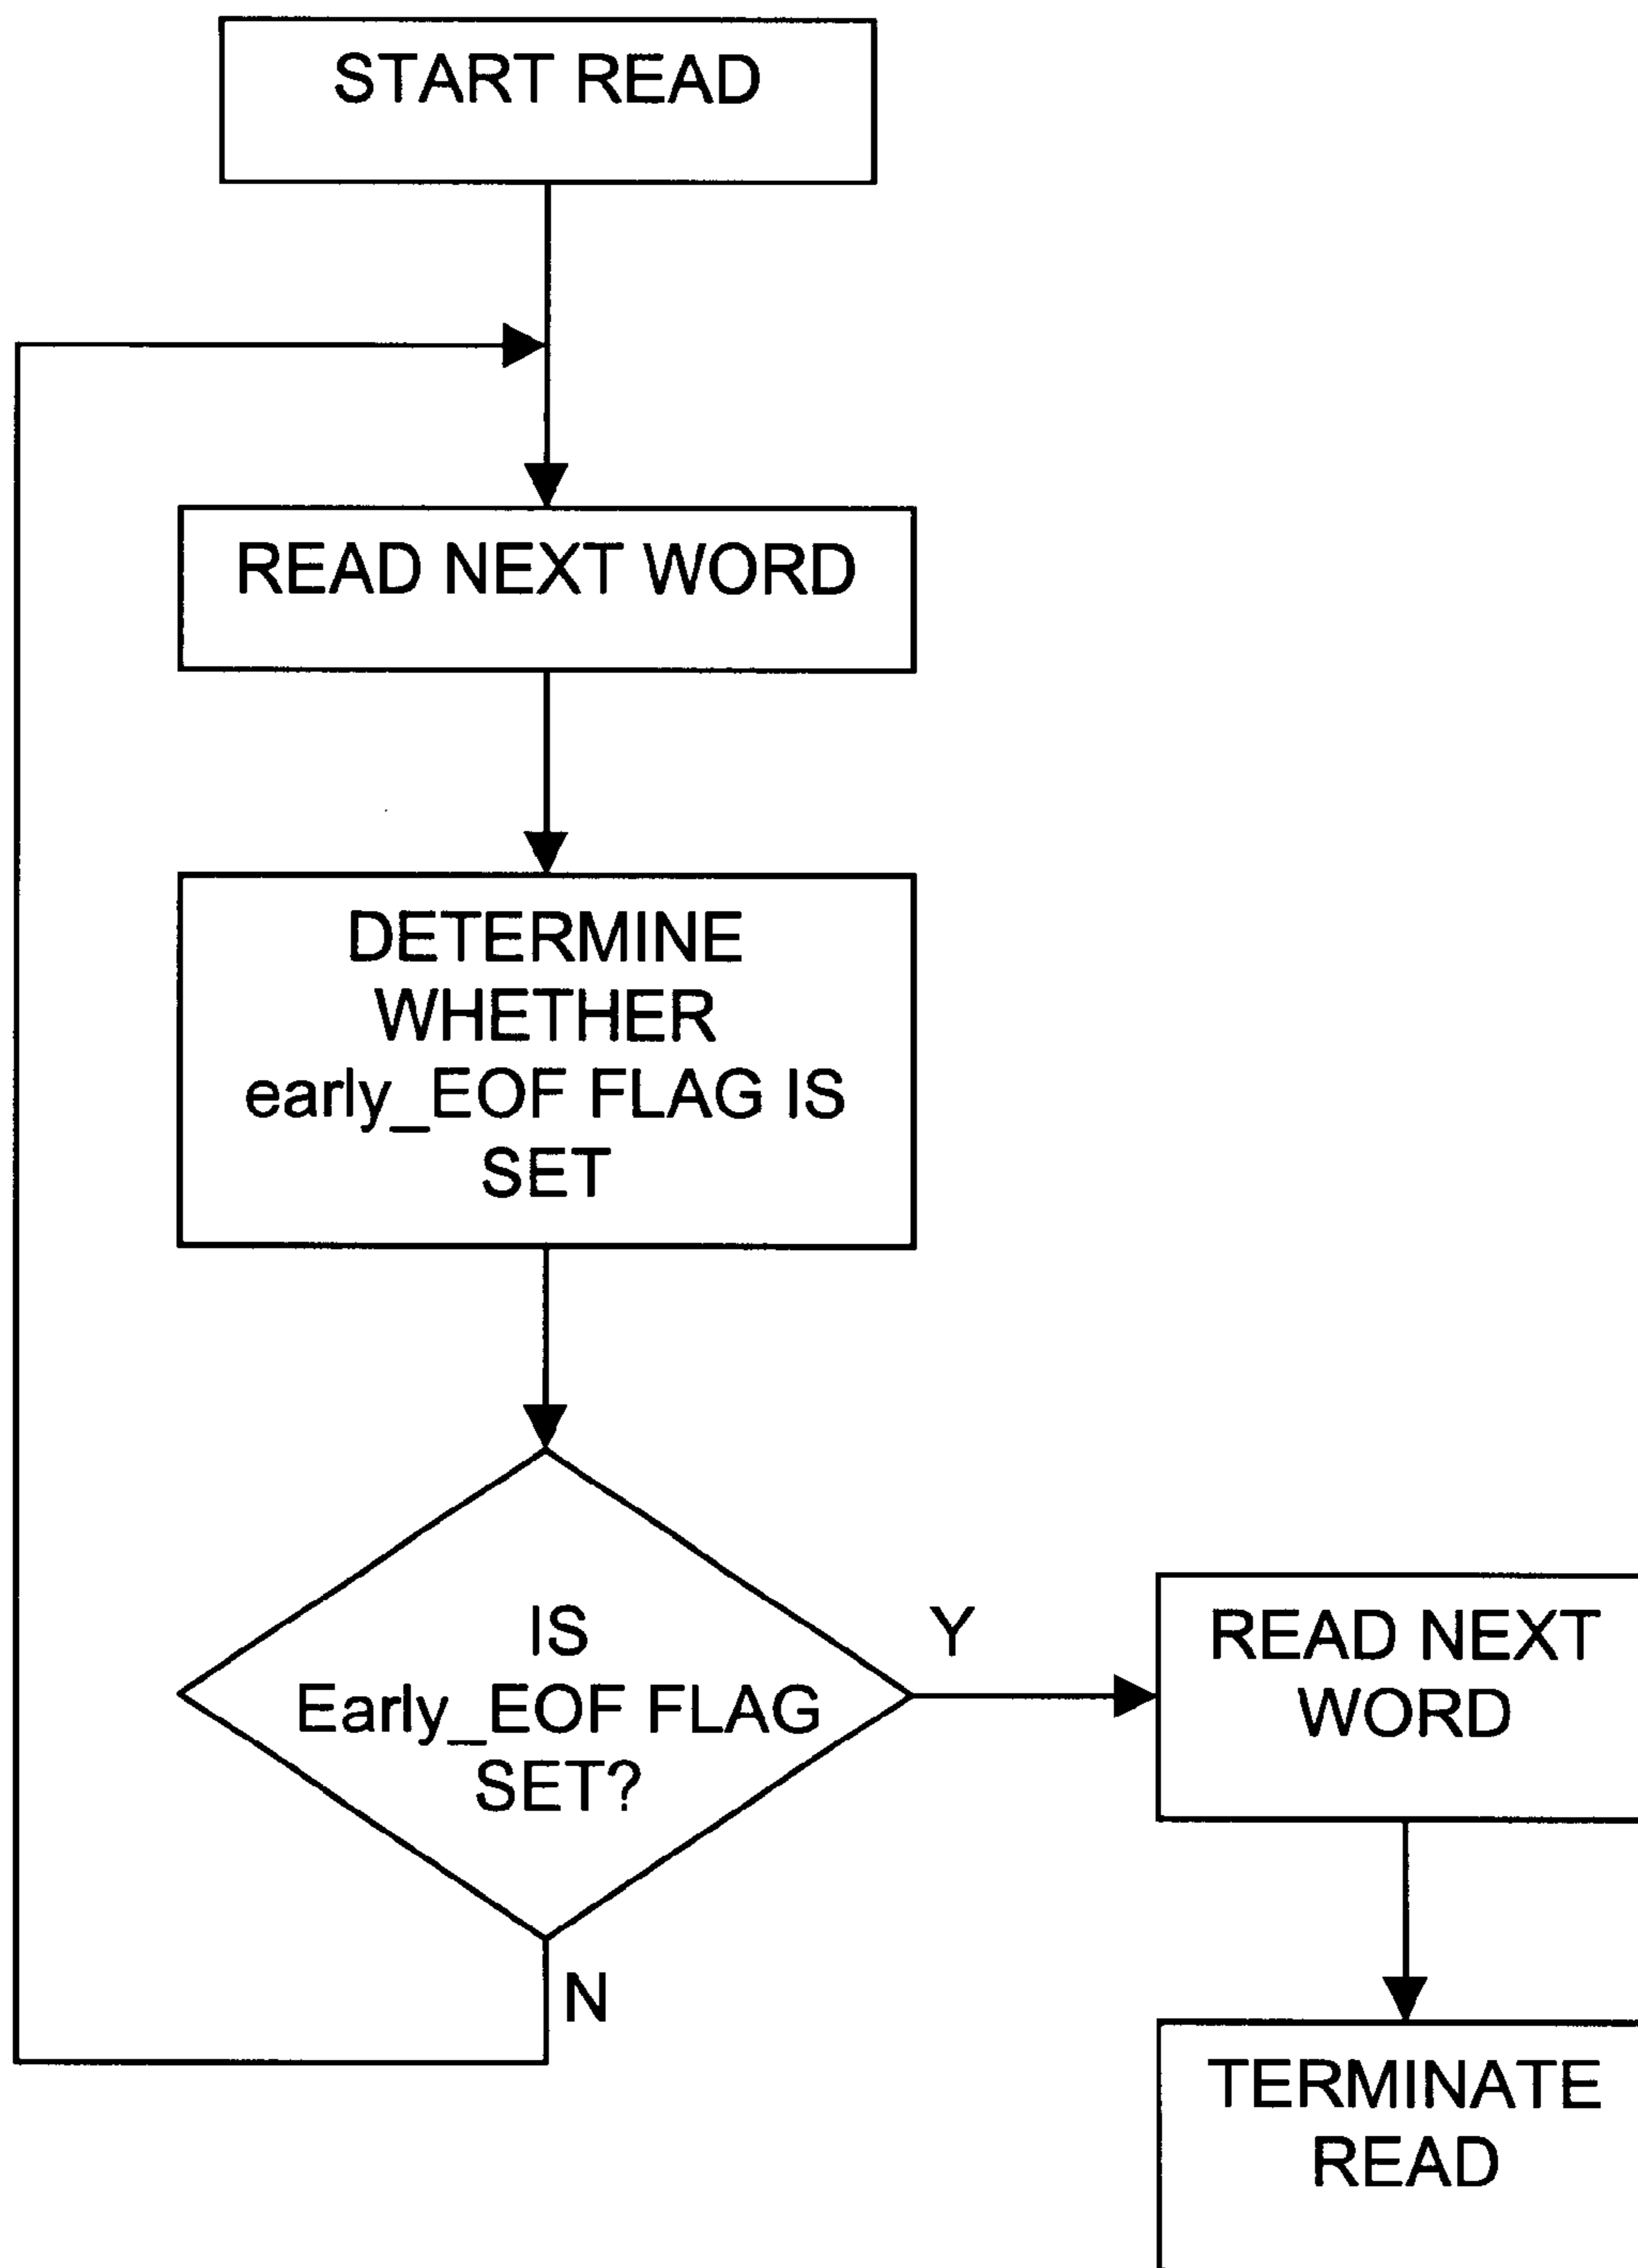 START READ
READ NEXT WORD
DETERMINE
WHETHER
early_EOF FLAG IS
SET
IS
Early_EOF FLAG
SET?
Y
READ NEXT
WORD
N
TERMINATE
READ